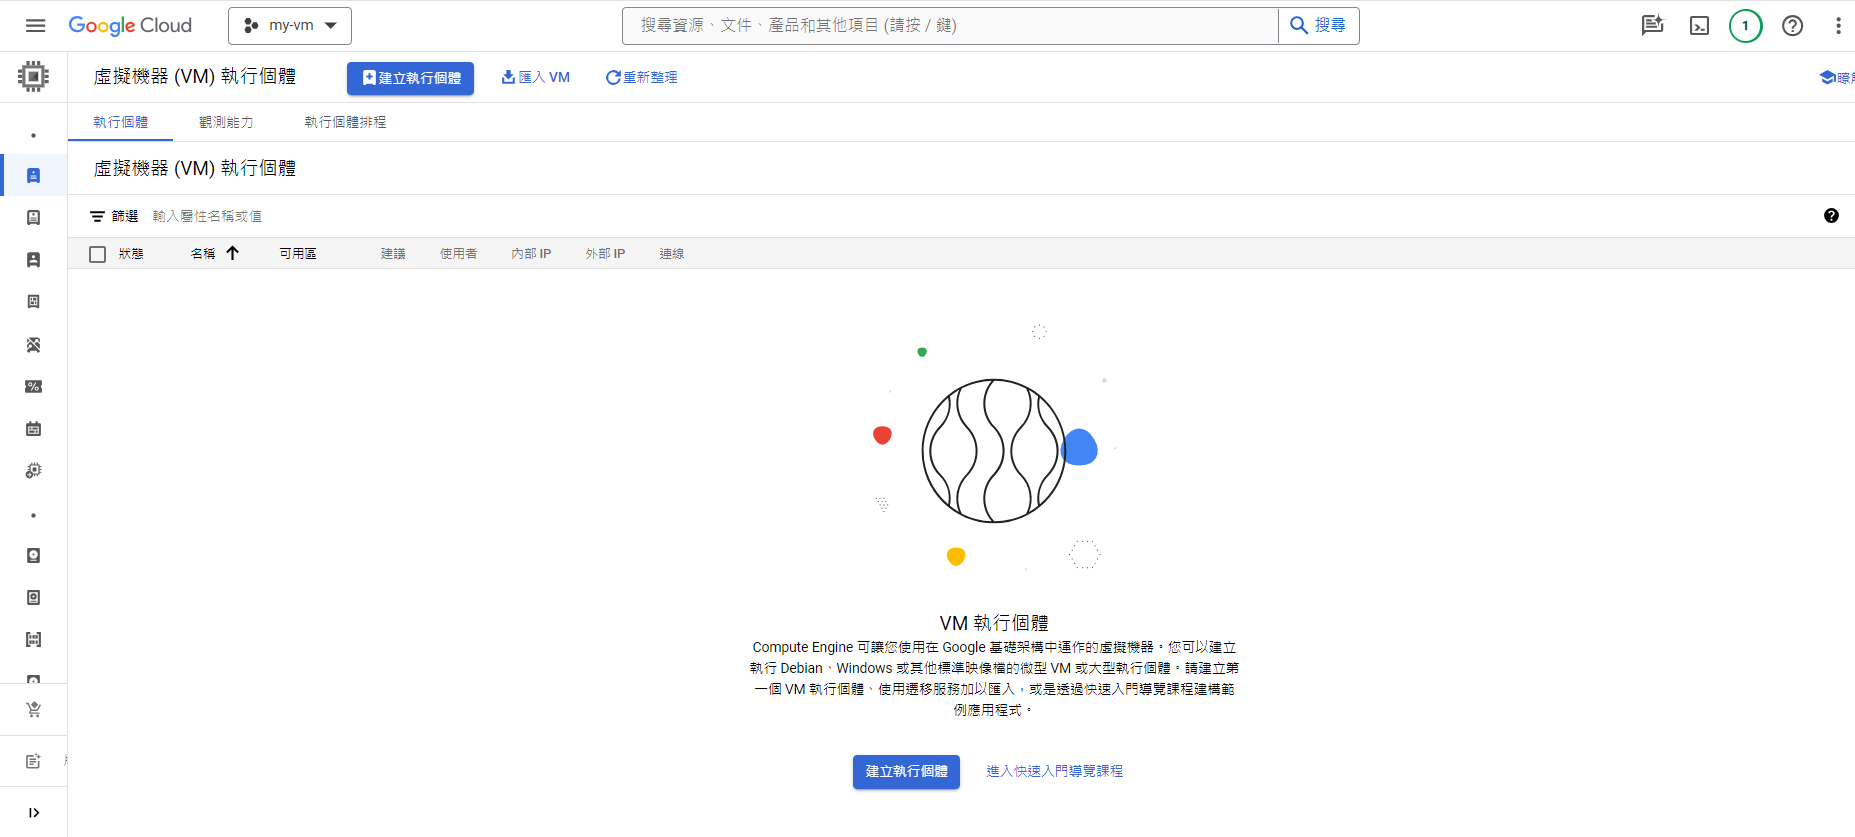 Google Cloud
my-vm
搜尋資源、文件、產品和其他項目 (請按 / 鍵)
搜尋
1
虛擬機器 (VM) 執行個體
建立執行個體
匯入 VM
重新整理
執行個體
觀測能力
執行個體排程
虛擬機器 (VM) 執行個體
篩選 輸入屬性名稱或值
狀態 名稱 可用區 建議 使用者 內部 IP 外部 IP 連線
VM 執行個體
Compute Engine 可讓您使用在 Google 基礎架構中運作的虛擬機器。您可以建立
執行 Debian、Windows 或其他標準映像檔的微型 VM 或大型執行個體。請建立第
一個 VM 執行個體、使用遷移服務加以匯入，或是透過快速入門導覽課程建構範
例應用程式。
建立執行個體
進入快速入門導覽課程